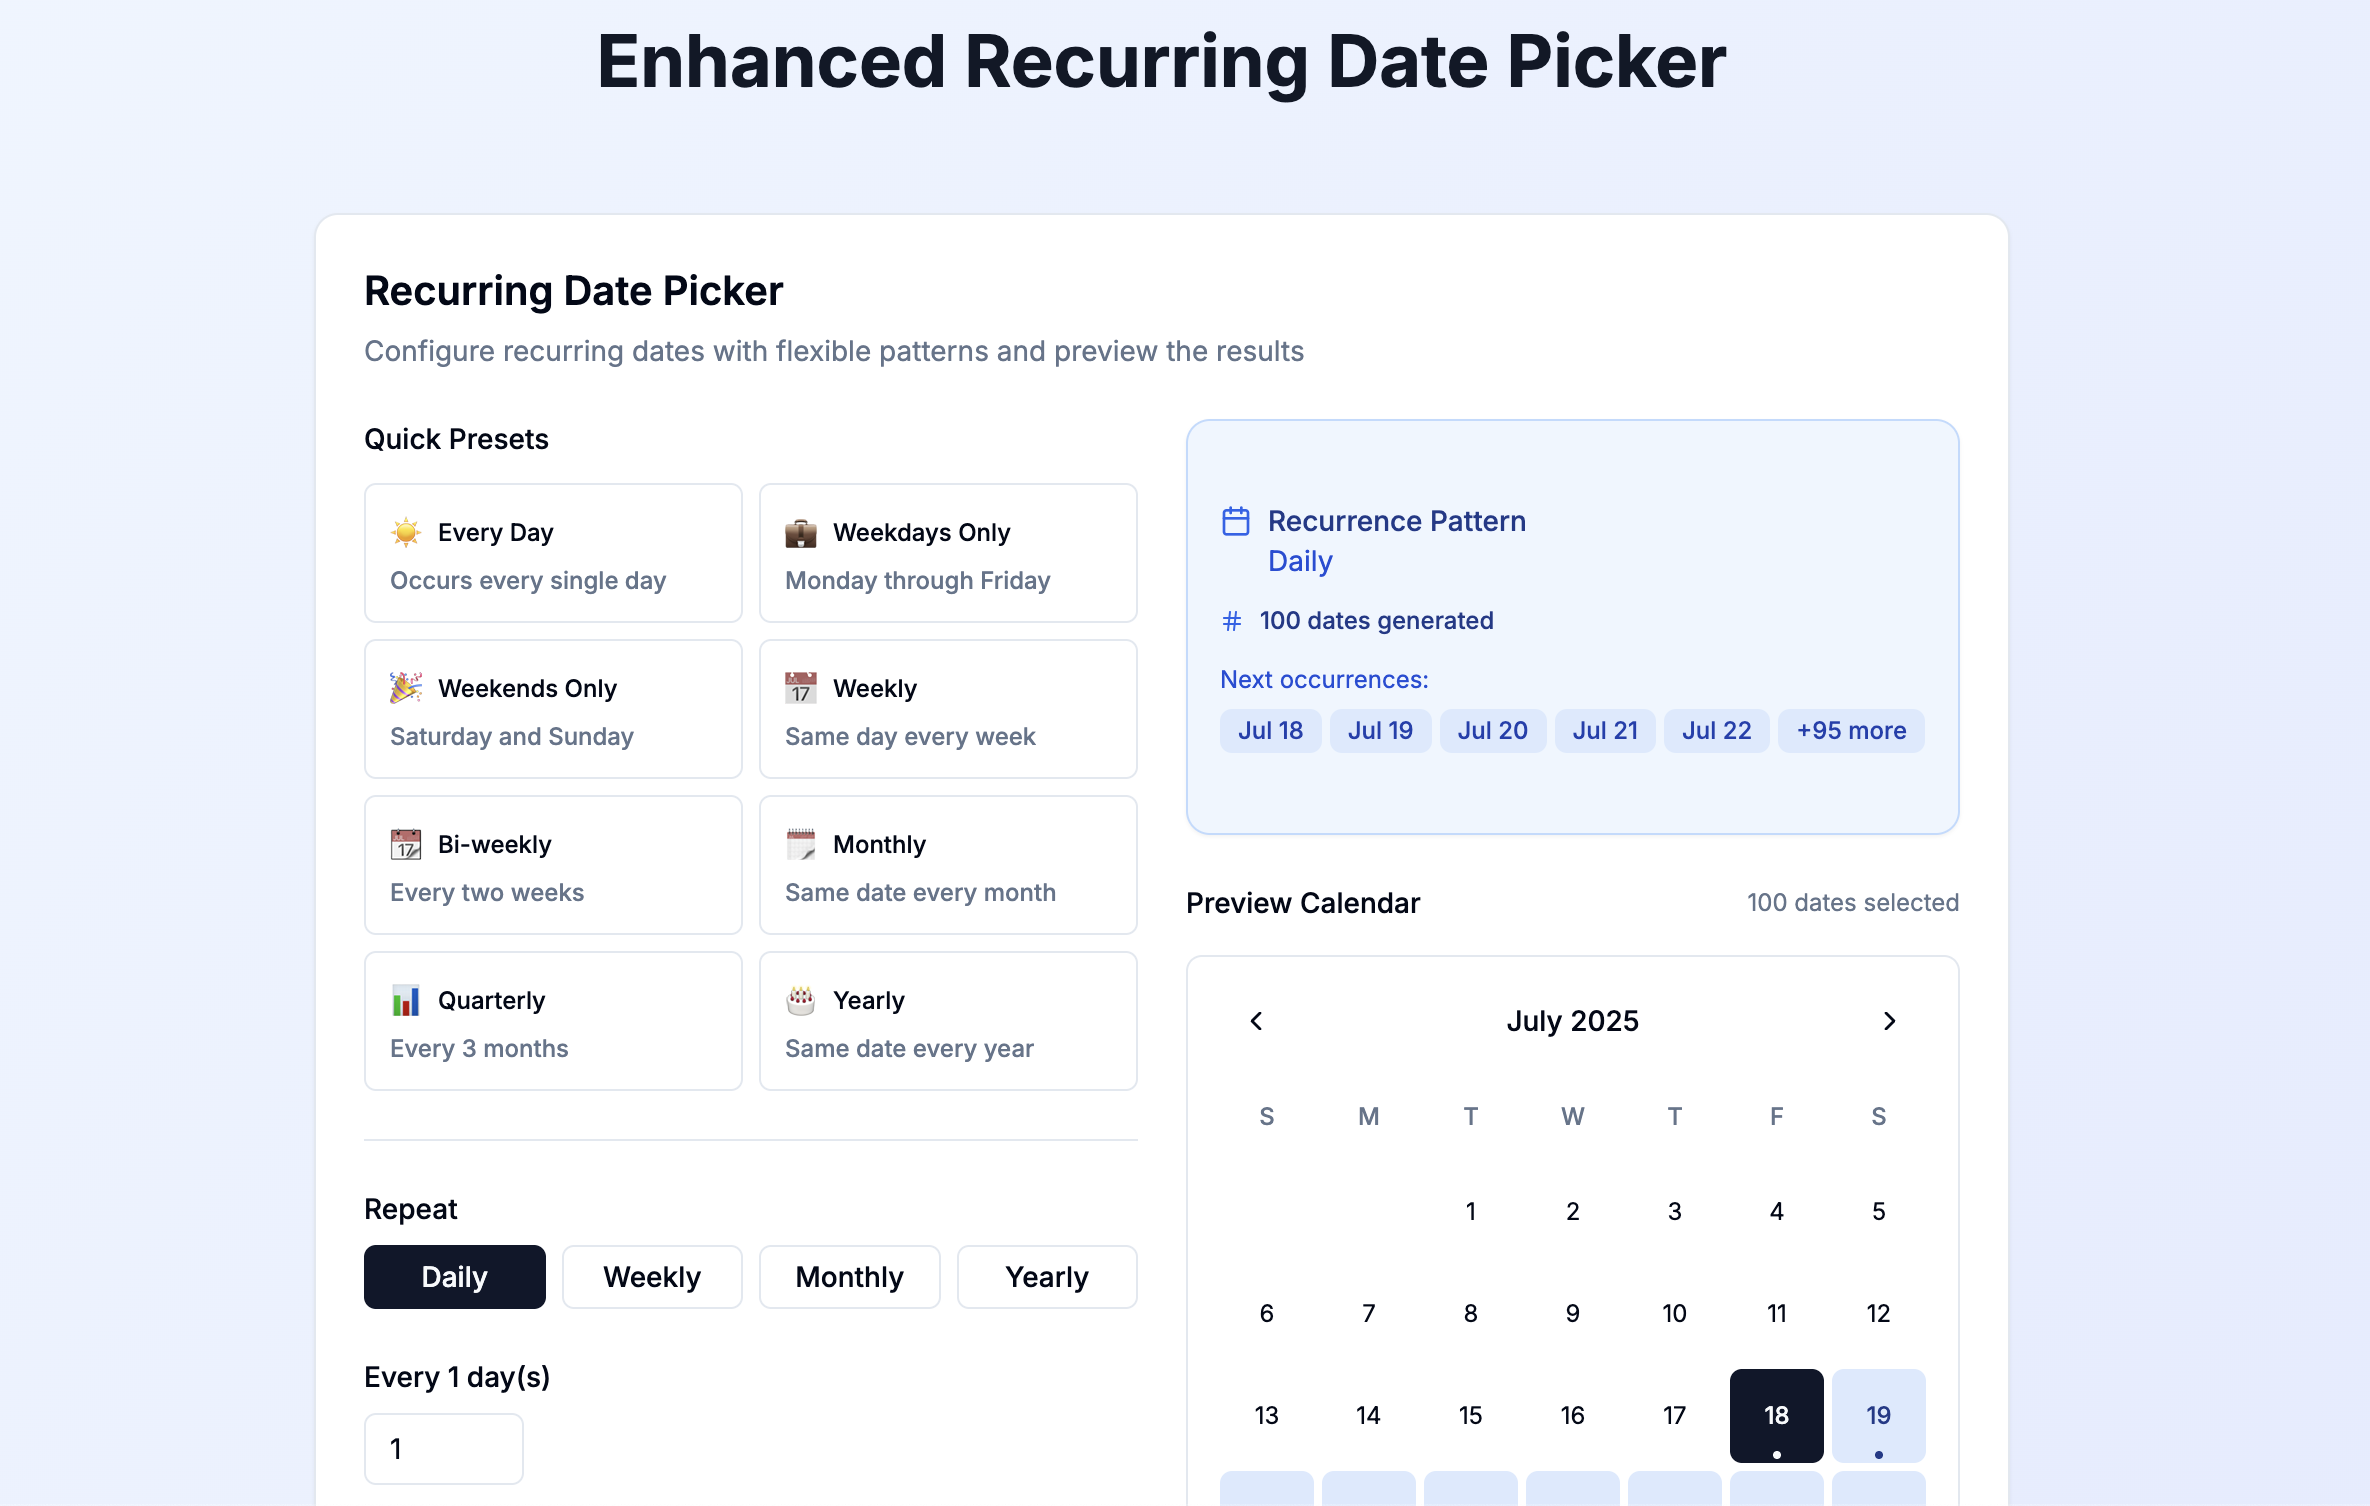 Enhanced Recurring Date Picker
Recurring Date Picker
Configure recurring dates with flexible patterns and preview the results
Quick Presets
Every Day
Occurs every single day
Weekdays Only
Monday through Friday
Weekends Only
Saturday and Sunday
JUL
17
Weekly
Same day every week
JUL
17
Bi-weekly
Every two weeks
Monthly
Same date every month
Quarterly
Every 3 months
Yearly
Same date every year
Repeat
Daily Weekly Monthly Yearly
Every 1 day(s)
1
Recurrence Pattern
Daily
# 100 dates generated
Next occurrences:
Jul 18 Jul 19 Jul 20 Jul 21 Jul 22 +95 more
Preview Calendar 100 dates selected
July 2025
S M T W T F S
1 2 3 4 5
6 7 8 9 10 11 12
13 14 15 16 17 18 19